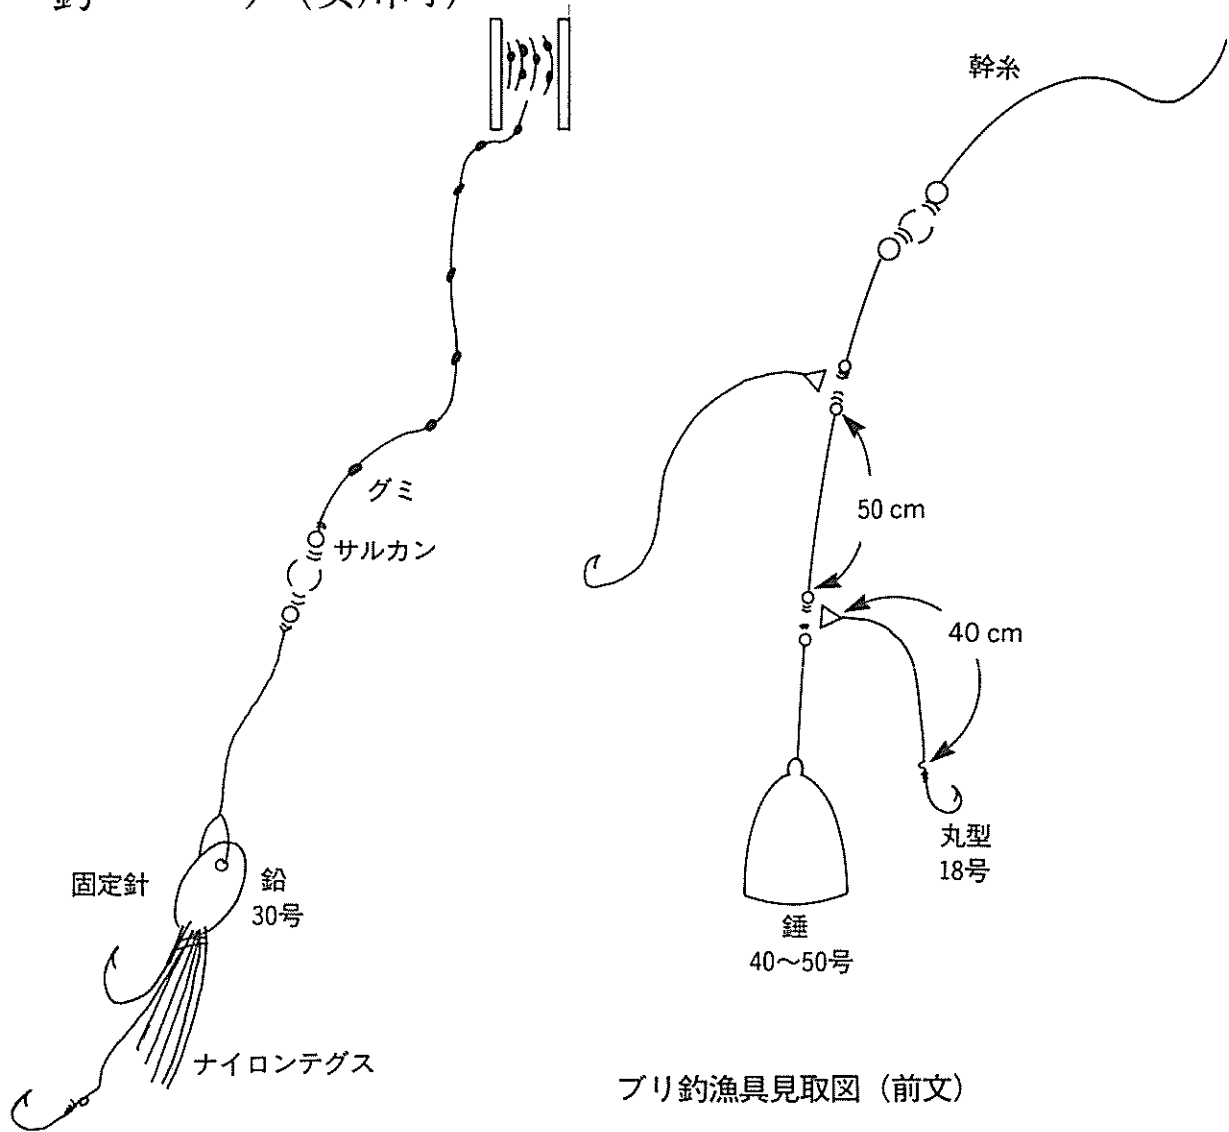 幹糸
グミ
サルカン
50 cm
40 cm
固定針
鉛
30号
丸型
18号
錘
40～50号
ナイロンテグス
ブリ釣漁具見取図（前文）